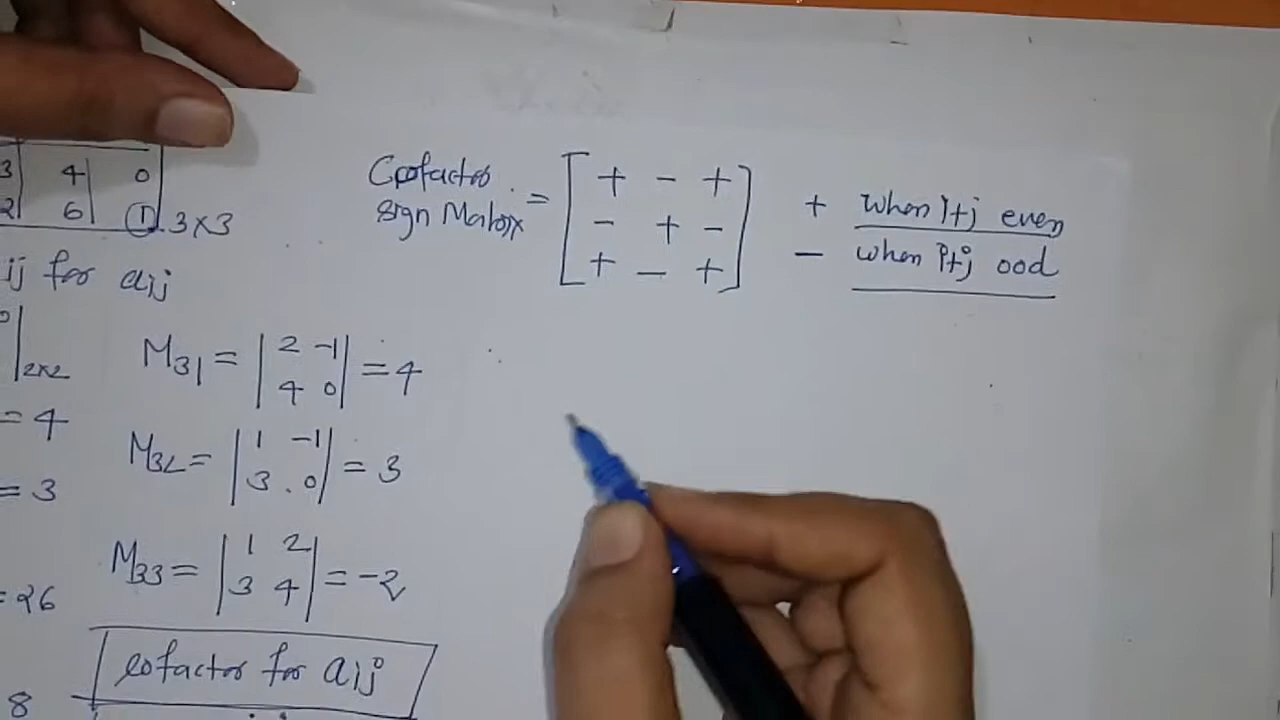 3 | 4 | 0
2 | 6 | 1 | 3×3
ij for aij
0 | 2×2
= 4
= 3
= 26
8
M31 = | 2 -1 | = 4
| 4 0 |
M32 = | 1 -1 | = 3
| 3 0 |
M33 = | 1 2 | = -2
| 3 4 |
cofactor for aij
Cofactor
sign Matrix = [ + - +
- + -
+ - + ]
+ when i+j even
- when i+j ood